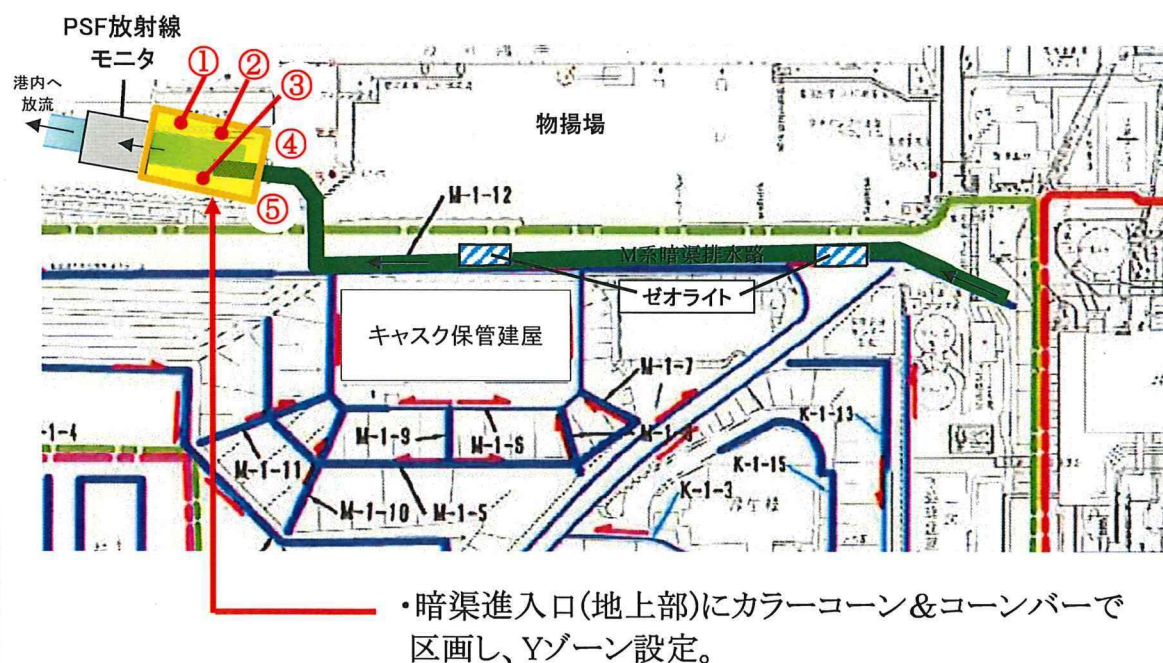 PSF放射線
モニタ
港内へ
放流
①
②
③
④
⑤
物揚場
M-1-12
M系暗渠排水路
ゼオライト
キャスク保管建屋
M-1-7
K-1-13
-1-4
M-1-9
M-1-6
M-1-11
K-1-15
M-1-10
M-1-5
K-1-3
・暗渠進入口(地上部)にカラーコーン&コーンバーで
区画し、Yゾーン設定。